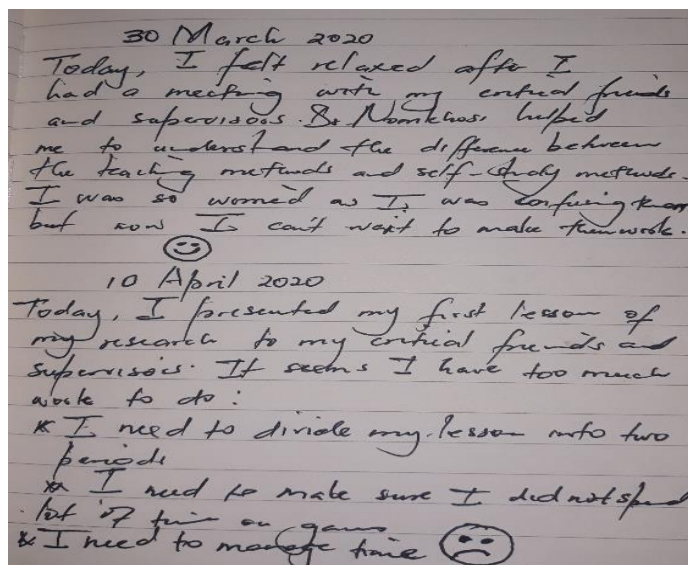 30 March 2020
Today, I felt relaxed after I
had a meeting with my critical friends
and supervisors. Nomkhosi helped
me to understand the difference between
the teaching methods and self-study methods.
I was so worried as I was confusing them
but now I can't wait to make them work.
10 April 2020
Today, I presented my first lesson of
my research to my critical friends and
supervisors. It seems I have too much
work to do:
* I need to divide my lesson into two
periods
* I need to make sure I did not spend
lot of time on games
* I need to manage time